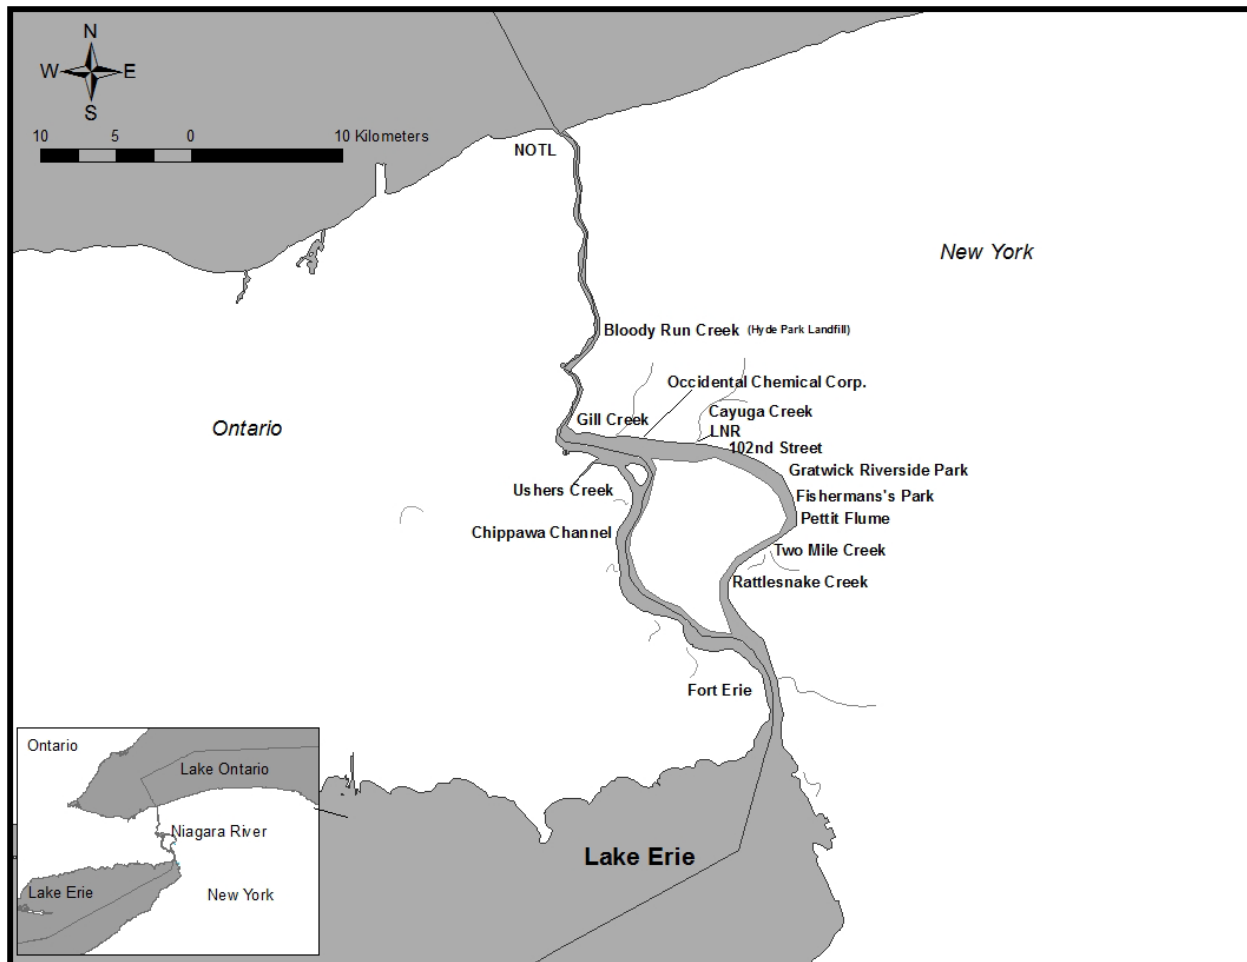 N
W E
S
10 5 0 10 Kilometers
NOTL
New York
Bloody Run Creek (Hyde Park Landfill)
Occidental Chemical Corp.
Gill Creek
Cayuga Creek
LNR
Ontario
102nd Street
Gratwick Riverside Park
Ushers Creek
Fishermans's Park
Pettit Flume
Chippawa Channel
Two Mile Creek
Rattlesnake Creek
Fort Erie
Ontario
Lake Ontario
Niagara River
Lake Erie
Lake Erie
New York